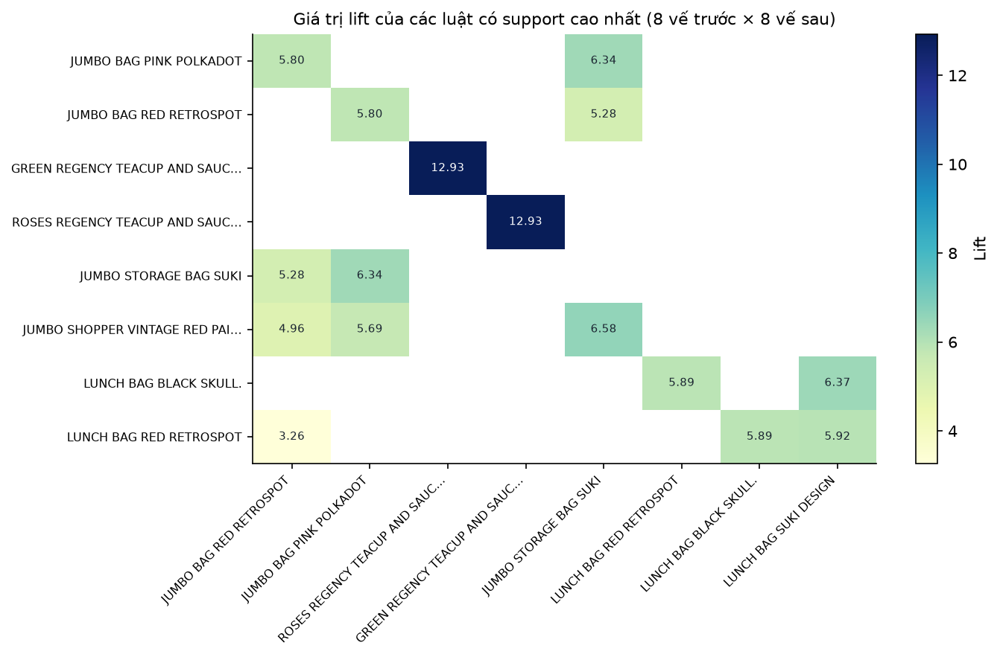 Giá trị lift của các luật có support cao nhất (8 vế trước × 8 vế sau)
JUMBO BAG PINK POLKADOT
5.80
6.34
JUMBO BAG RED RETROSPOT
5.80
5.28
GREEN REGENCY TEACUP AND SAUC...
12.93
ROSES REGENCY TEACUP AND SAUC...
12.93
JUMBO STORAGE BAG SUKI
5.28
6.34
JUMBO SHOPPER VINTAGE RED PAI...
4.96
5.69
6.58
LUNCH BAG BLACK SKULL.
5.89
6.37
LUNCH BAG RED RETROSPOT
3.26
5.89
5.92
JUMBO BAG RED RETROSPOT
JUMBO BAG PINK POLKADOT
ROSES REGENCY TEACUP AND SAUC...
GREEN REGENCY TEACUP AND SAUC...
JUMBO STORAGE BAG SUKI
LUNCH BAG RED RETROSPOT
LUNCH BAG BLACK SKULL.
LUNCH BAG SUKI DESIGN
12
10
8
6
4
Lift